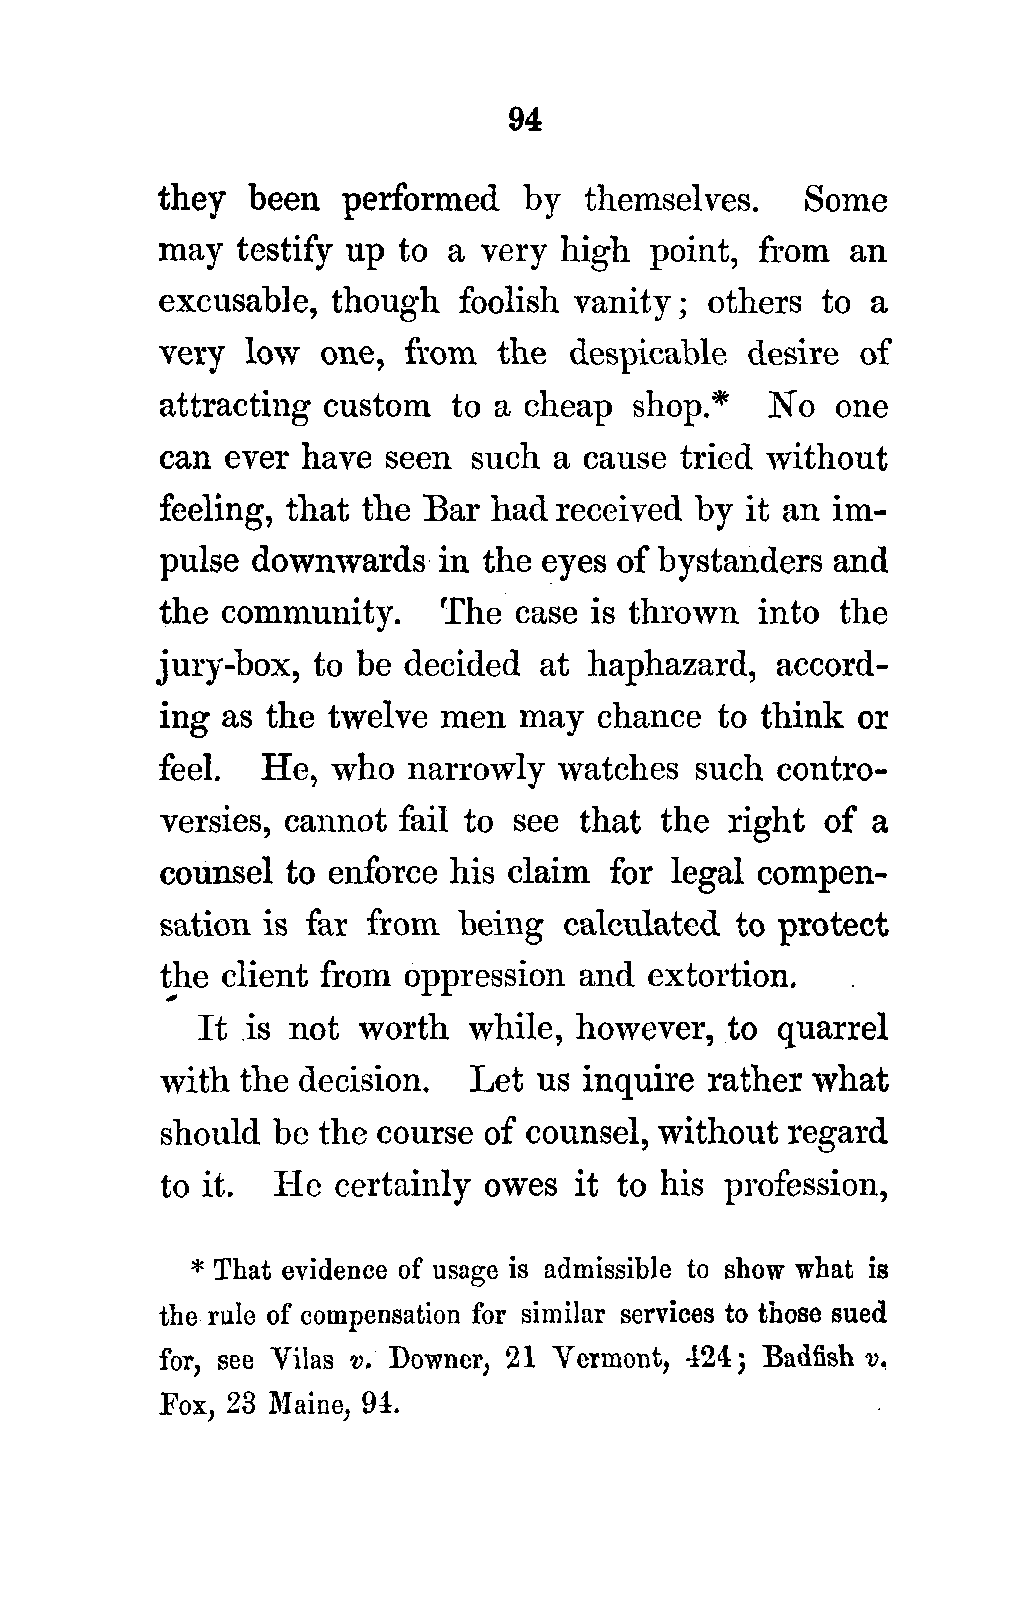 94
they been performed by themselves. Some
may testify up to a very high point, from an
excusable, though foolish vanity; others to a
very low one, from the despicable desire of
attracting custom to a cheap shop.* No one
can ever have seen such a cause tried without
feeling, that the Bar had received by it an im-
pulse downwards in the eyes of bystanders and
the community. The case is thrown into the
jury-box, to be decided at haphazard, accord-
ing as the twelve men may chance to think or
feel. He, who narrowly watches such contro-
versies, cannot fail to see that the right of a
counsel to enforce his claim for legal compen-
sation is far from being calculated to protect
the client from oppression and extortion.
It is not worth while, however, to quarrel
with the decision. Let us inquire rather what
should be the course of counsel, without regard
to it. He certainly owes it to his profession,
* That evidence of usage is admissible to show what is
the rule of compensation for similar services to those sued
for, see Vilas v. Downer, 21 Vermont, 424; Badfish v.
Fox, 23 Maine, 94.